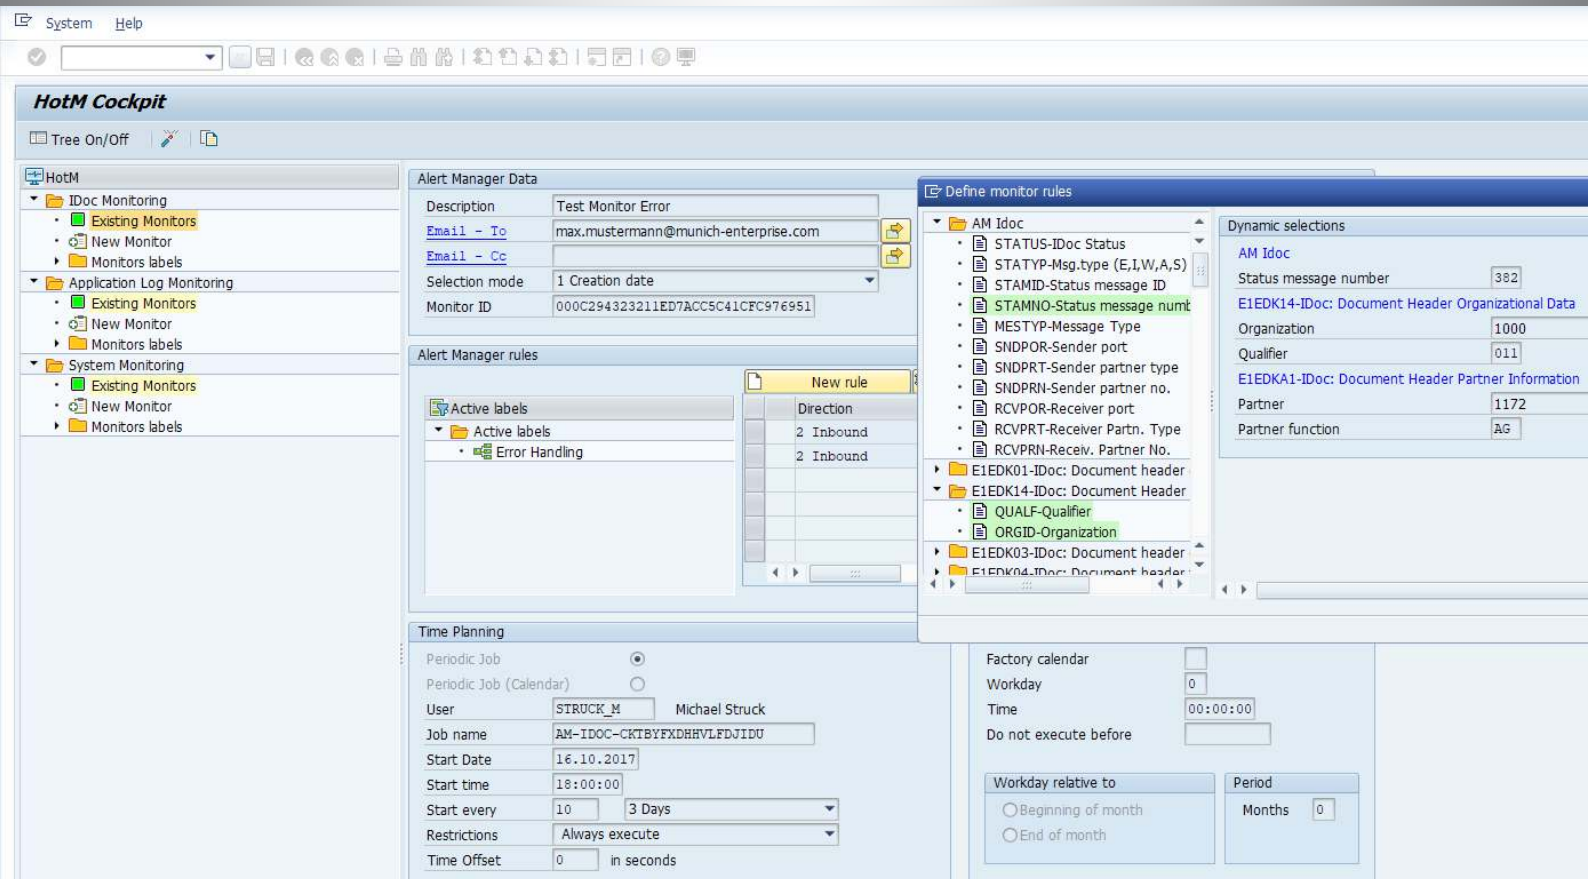 System Help
HotM Cockpit
Tree On/Off
HotM
IDoc Monitoring
Existing Monitors
New Monitor
Monitors labels
Application Log Monitoring
Existing Monitors
New Monitor
Monitors labels
System Monitoring
Existing Monitors
New Monitor
Monitors labels
Alert Manager Data
Description Test Monitor Error
Email - To max.mustermann@munich-enterprise.com
Email - Cc
Selection mode 1 Creation date
Monitor ID 000C294323211ED7ACC5C41CFC976951
Alert Manager rules
New rule
Active labels
Active labels
Error Handling
Direction
2 Inbound
2 Inbound
Define monitor rules
AM Idoc
STATUS-IDoc Status
STATYP-Msg.type (E,I,W,A,S)
STAMID-Status message ID
STAMNO-Status message numb
MESTYP-Message Type
SNDPOR-Sender port
SNDPRT-Sender partner type
SNDPRN-Sender partner no.
RCVPOR-Receiver port
RCVPRT-Receiver Partn. Type
RCVPRN-Receiv. Partner No.
E1EDK01-IDoc: Document header
E1EDK14-IDoc: Document Header
QUALF-Qualifier
ORGID-Organization
E1EDK03-IDoc: Document header
E1EDK04-IDoc: Document header
Dynamic selections
AM Idoc
Status message number 382
E1EDK14-IDoc: Document Header Organizational Data
Organization 1000
Qualifier 011
E1EDKA1-IDoc: Document Header Partner Information
Partner 1172
Partner function AG
Time Planning
Periodic Job
Periodic Job (Calendar)
User STRUCK_M Michael Struck
Job name AM-IDOC-CKTBYFXDHHVLFDJIDU
Start Date 16.10.2017
Start time 18:00:00
Start every 10 3 Days
Restrictions Always execute
Time Offset 0 in seconds
Factory calendar
Workday 0
Time 00:00:00
Do not execute before
Workday relative to
Beginning of month
End of month
Period
Months 0